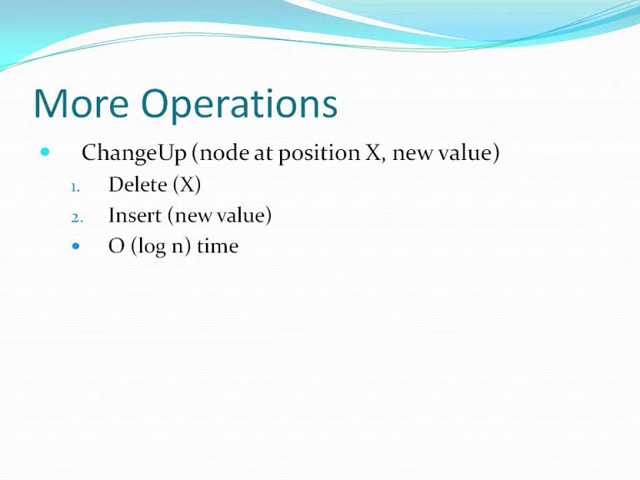 More Operations
• ChangeUp (node at position X, new value)
1. Delete (X)
2. Insert (new value)
• O (log n) time